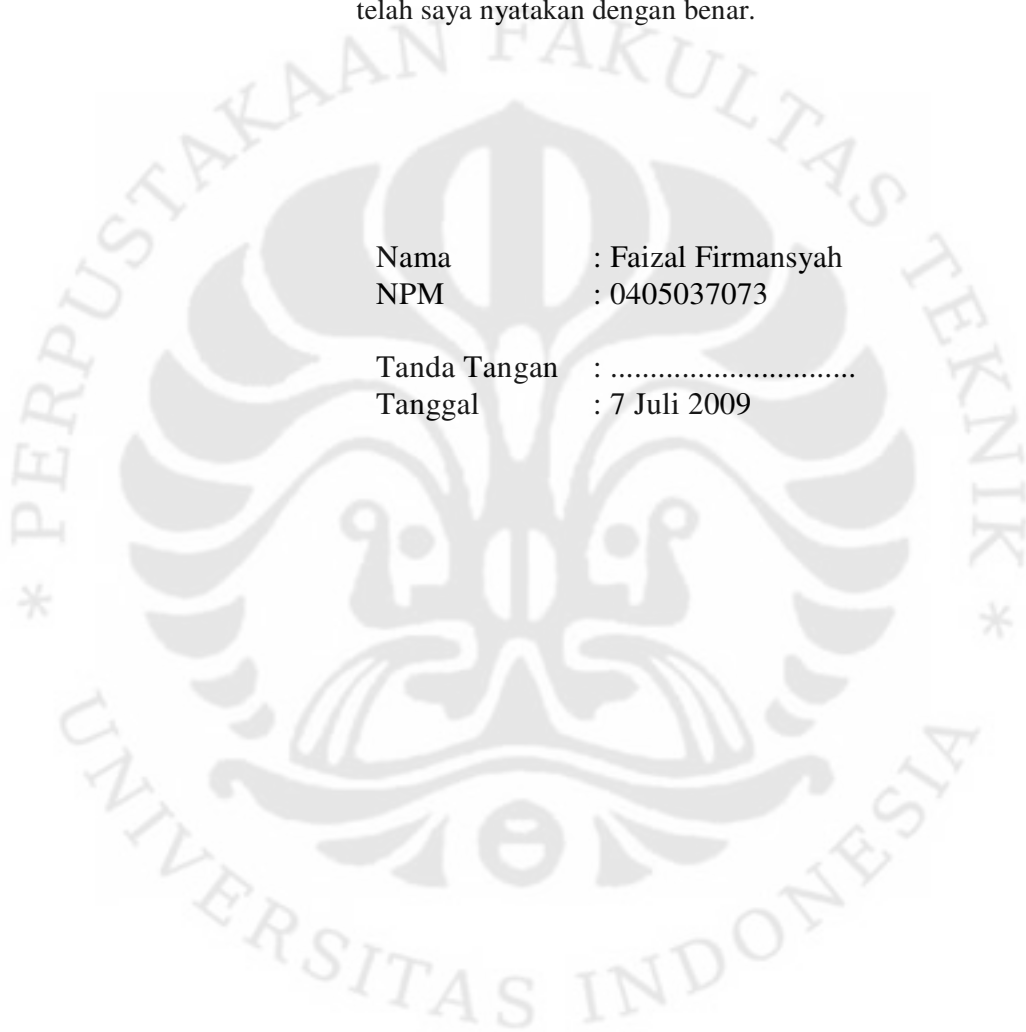 telah saya nyatakan dengan benar.
PERPUSTAKAAN FAKULTAS TEKNIK
Nama : Faizal Firmansyah
NPM : 0405037073
Tanda Tangan : ...............................
Tanggal : 7 Juli 2009
* UNIVERSITAS INDONESIA *